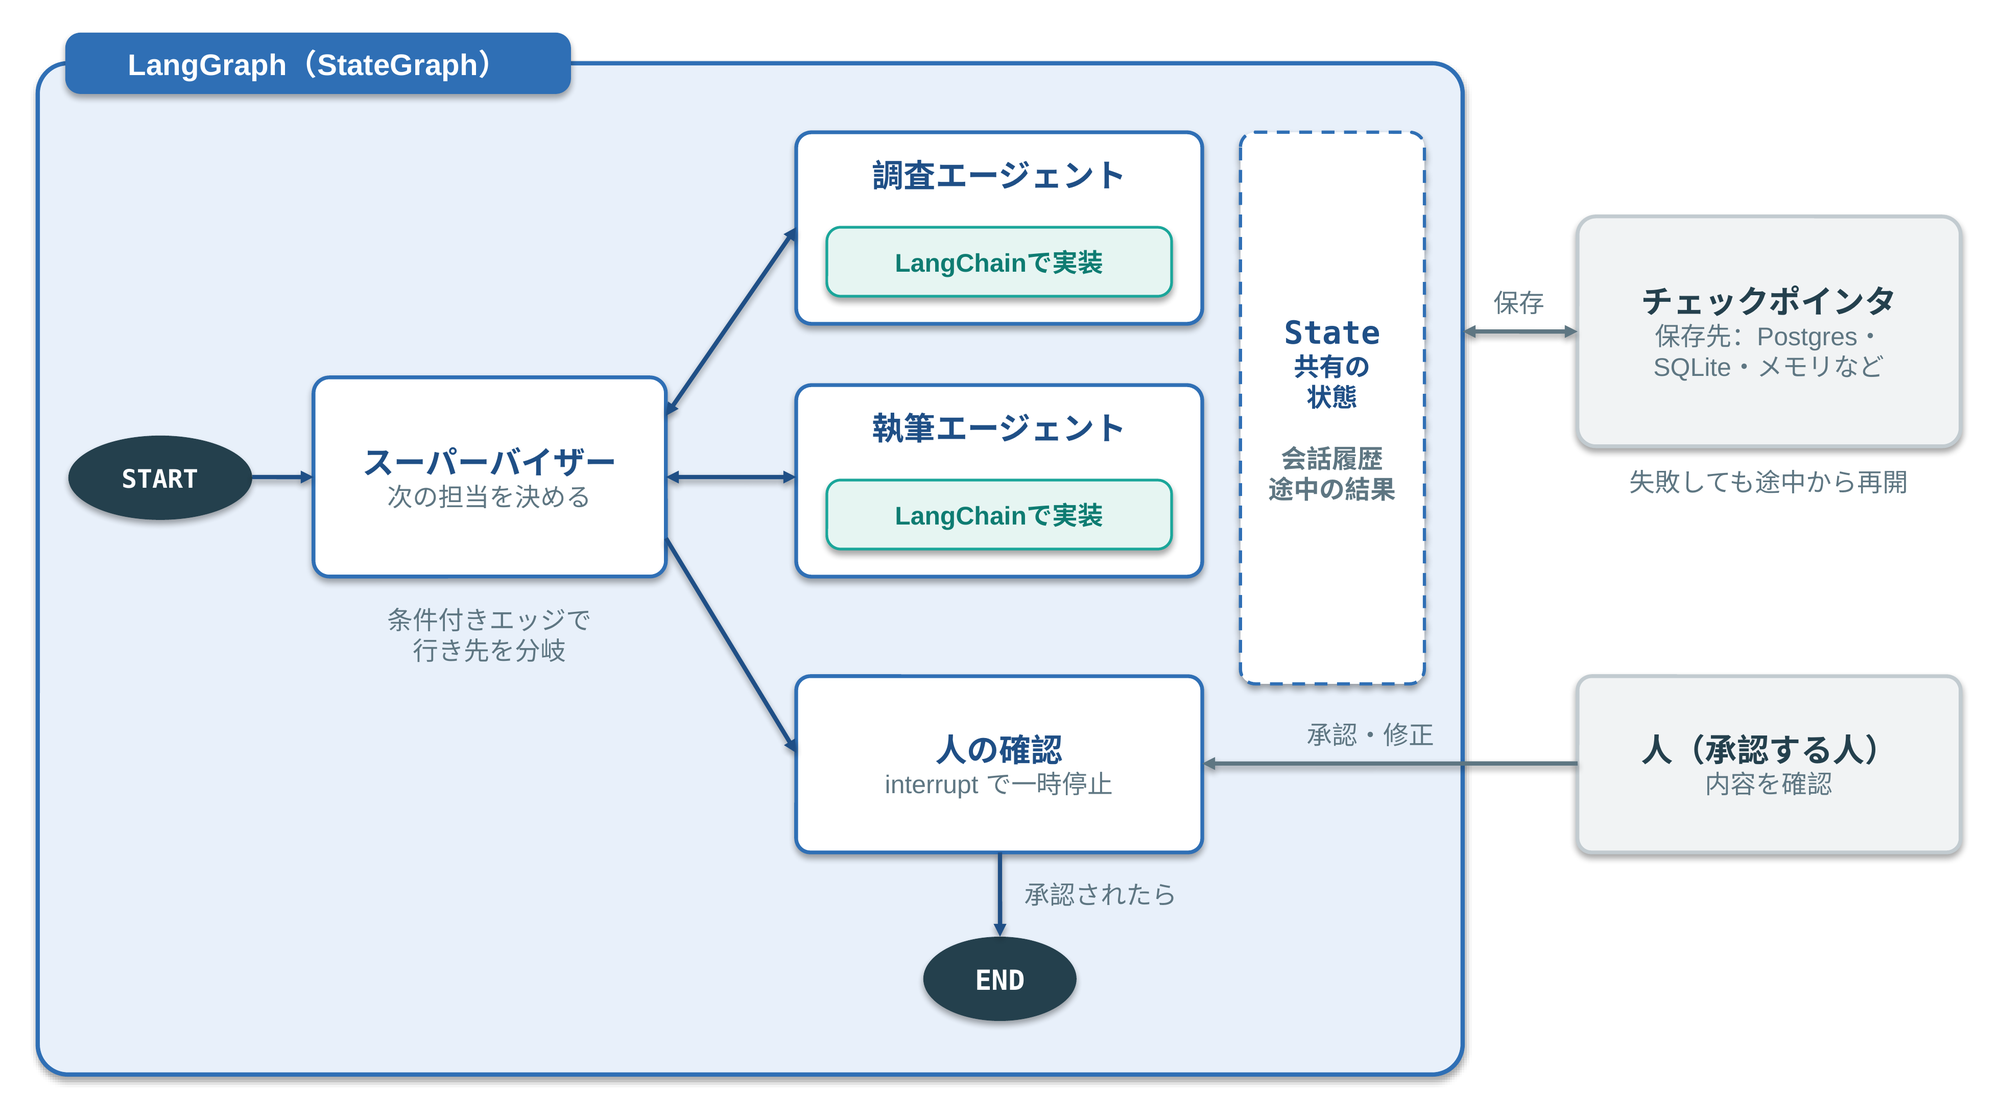 LangGraph（StateGraph）
調査エージェント
LangChainで実装
執筆エージェント
LangChainで実装
START
スーパーバイザー
次の担当を決める
条件付きエッジで
行き先を分岐
State
共有の
状態
会話履歴
途中の結果
保存
チェックポインタ
保存先：Postgres・
SQLite・メモリなど
失敗しても途中から再開
人の確認
interrupt で一時停止
承認・修正
人（承認する人）
内容を確認
承認されたら
END